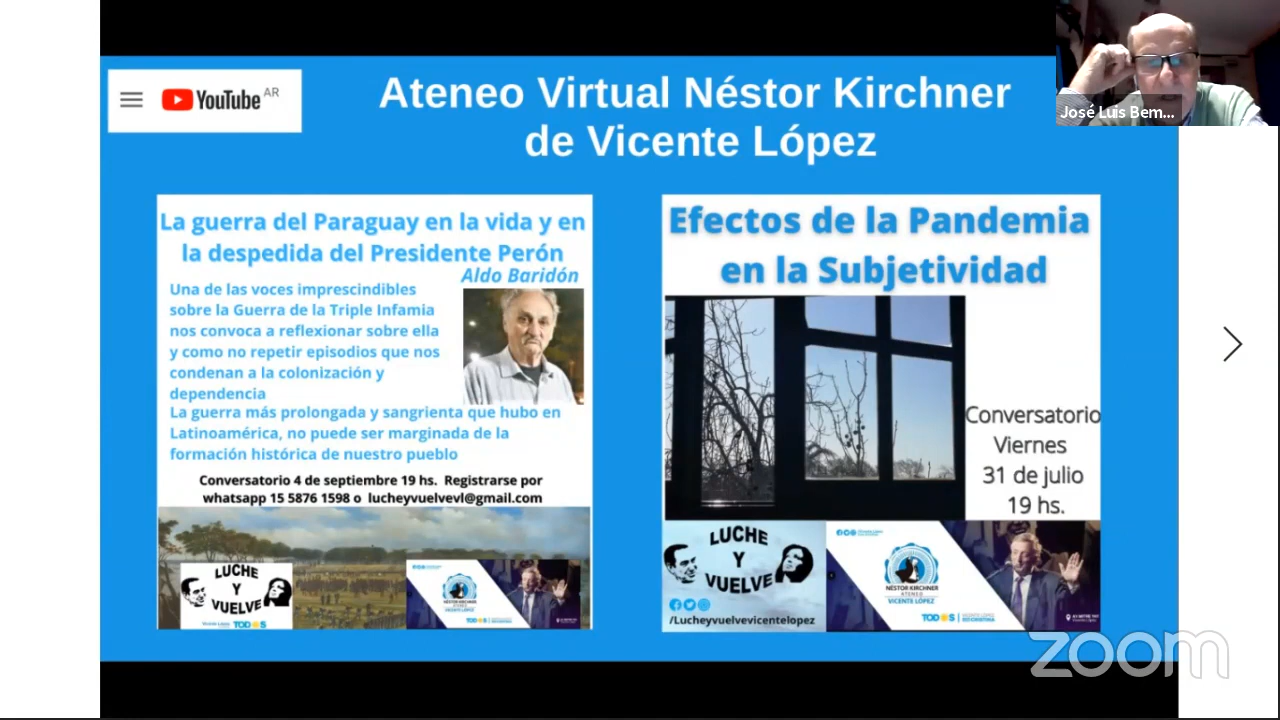 YouTube AR
Ateneo Virtual Néstor Kirchner
de Vicente López
José Luis Bem...
La guerra del Paraguay en la vida y en
la despedida del Presidente Perón
Aldo Baridón
Una de las voces imprescindibles
sobre la Guerra de la Triple Infamia
nos convoca a reflexionar sobre ella
y como no repetir episodios que nos
condenan a la colonización y
dependencia
La guerra más prolongada y sangrienta que hubo en
Latinoamérica, no puede ser marginada de la
formación histórica de nuestro pueblo
Conversatorio 4 de septiembre 19 hs. Registrarse por
whatsapp 15 5876 1598 o lucheyvuelvevl@gmail.com
LUCHE
Y
VUELVE
NÉSTOR KIRCHNER
ATENEO
VICENTE LÓPEZ
TODOS
Efectos de la Pandemia
en la Subjetividad
Conversatorio
Viernes
31 de julio
19 hs.
LUCHE
Y
VUELVE
/Lucheyvuelvevicentelopez
NÉSTOR KIRCHNER
ATENEO
VICENTE LÓPEZ
TODOS
zoom